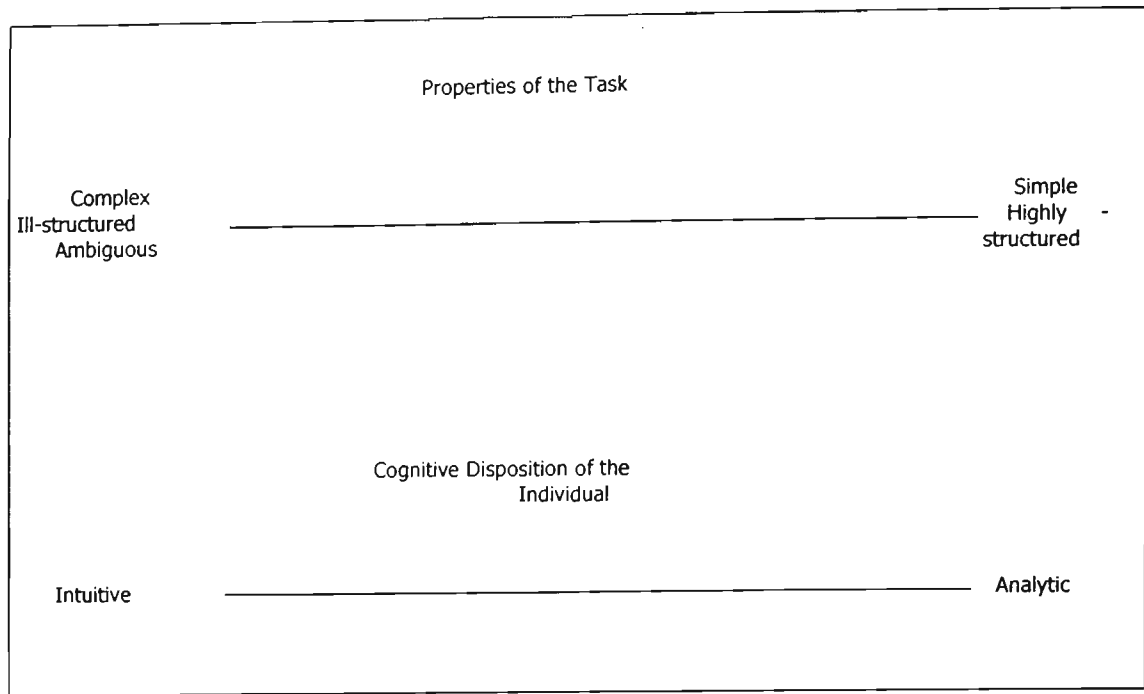 Properties of the Task
Complex
Ill-structured
Ambiguous
Simple
Highly -
structured
Cognitive Disposition of the
Individual
Intuitive
Analytic